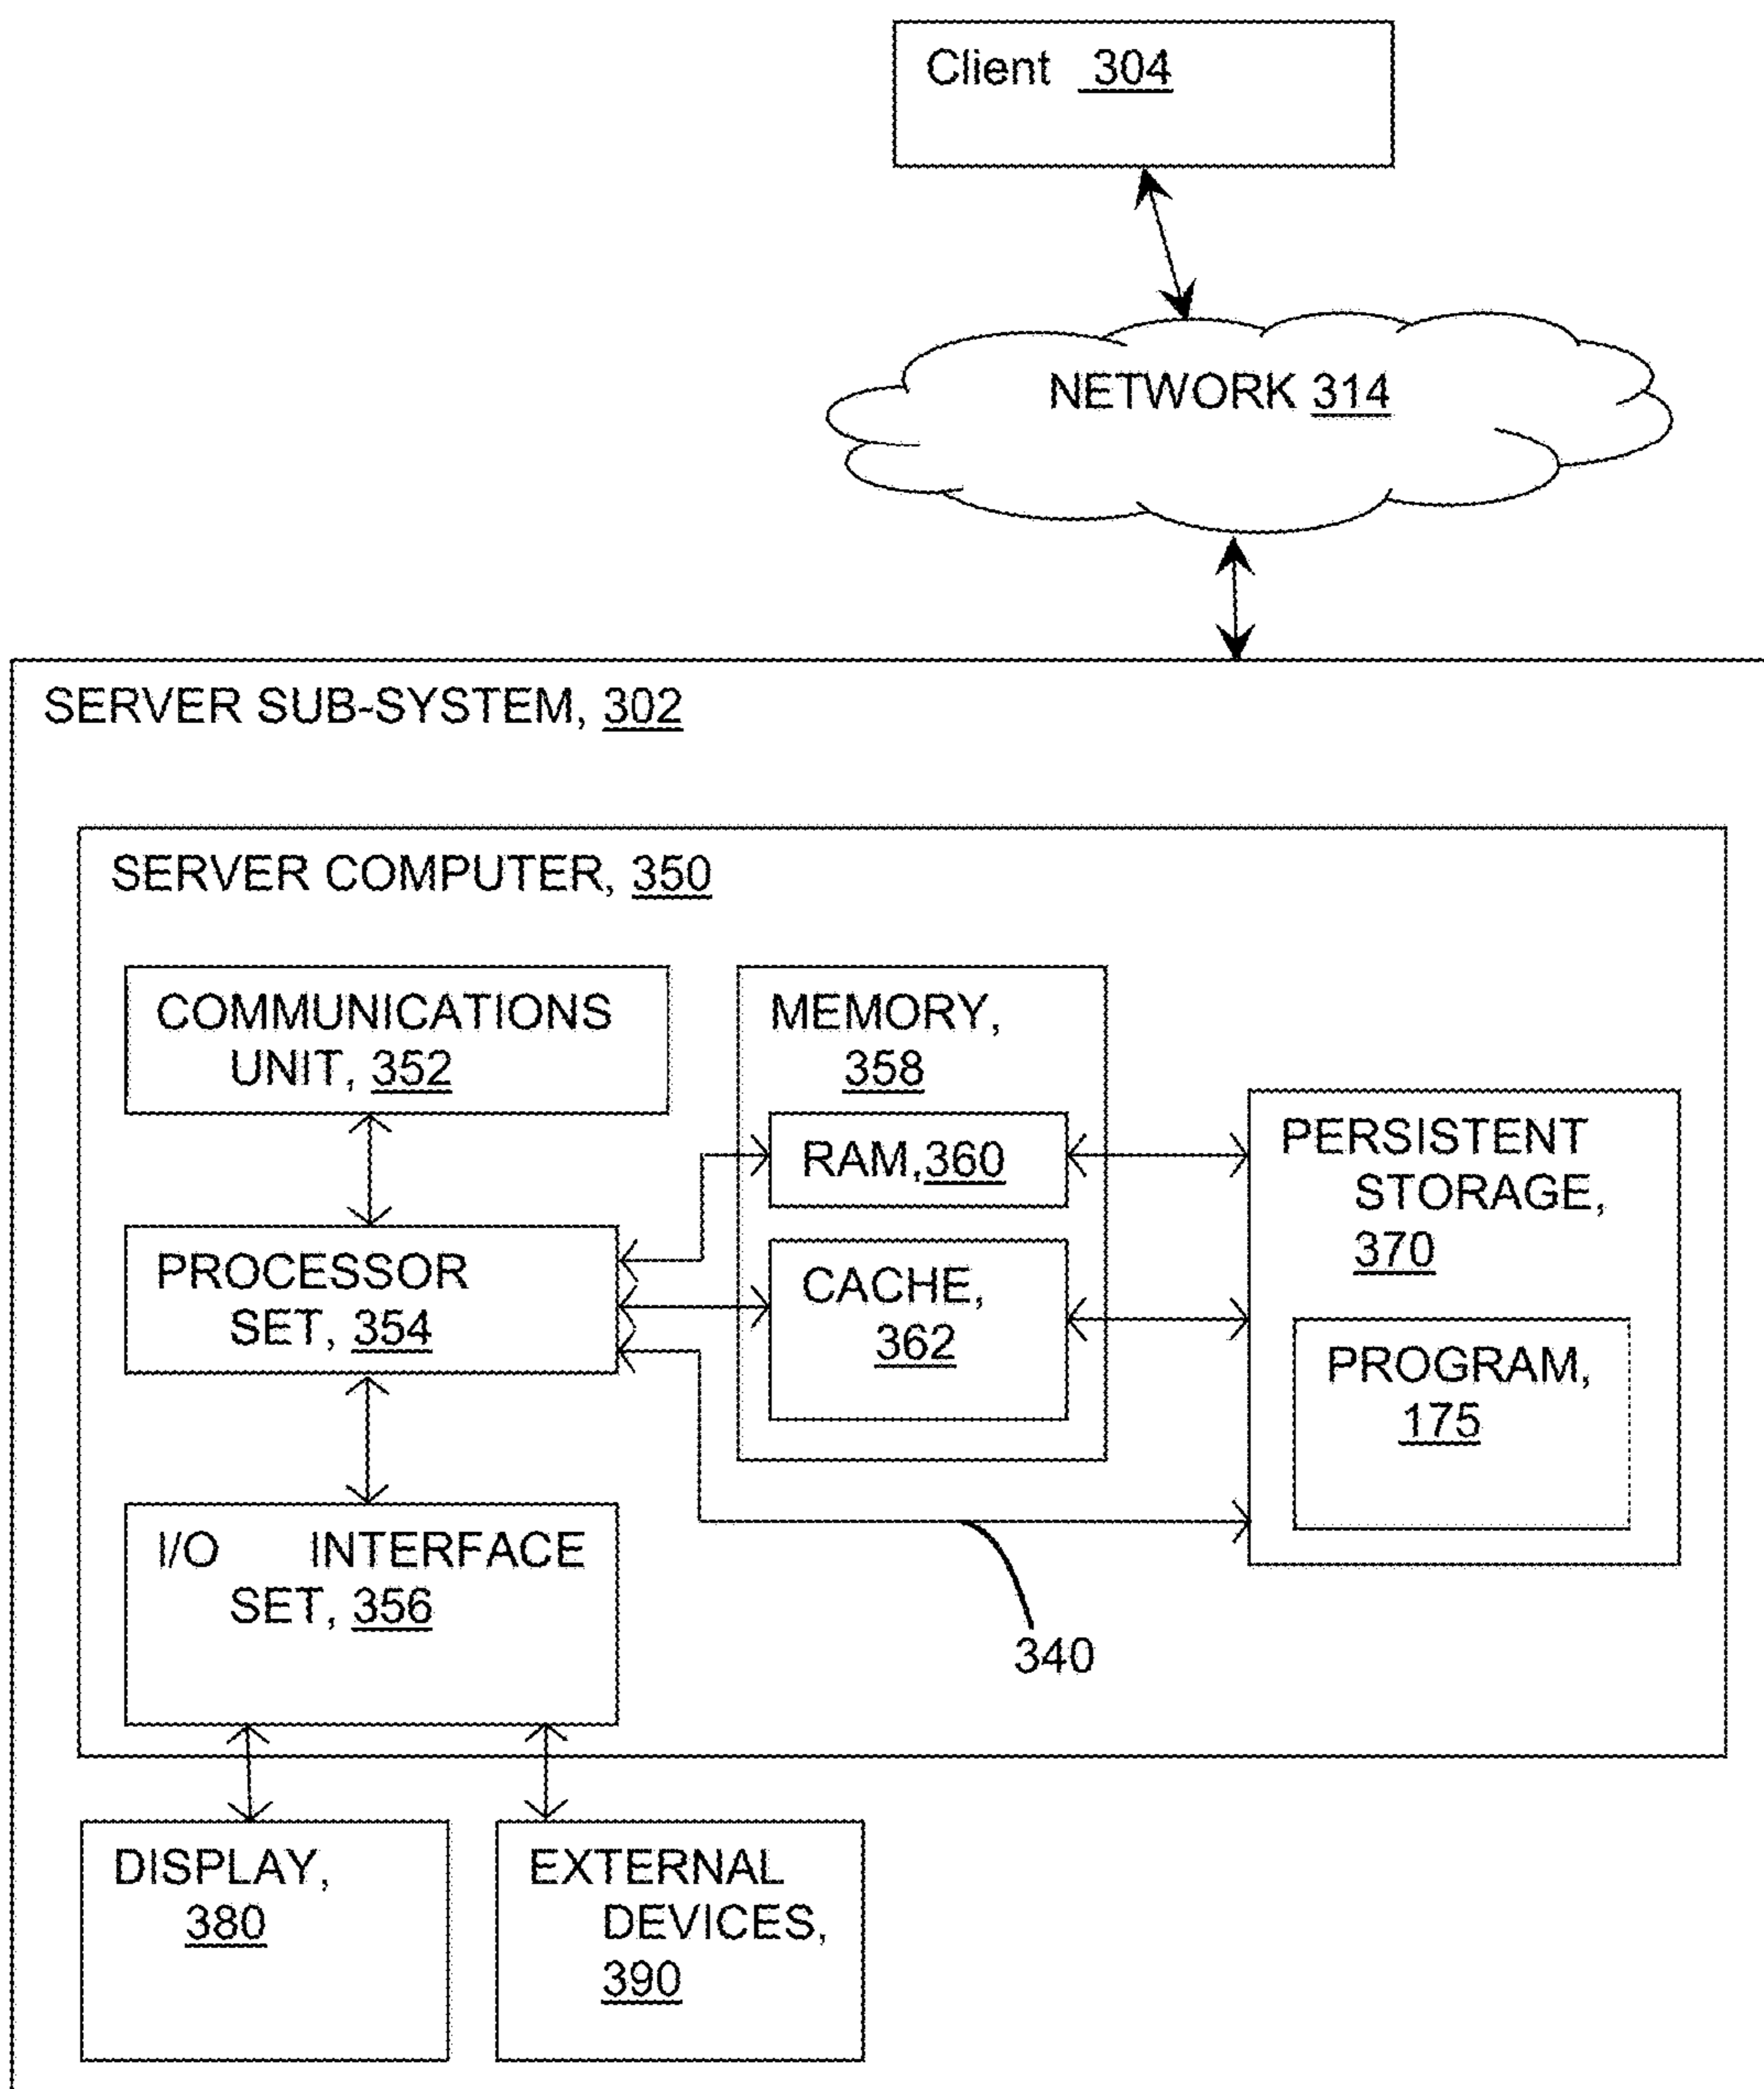 Client 304
NETWORK 314
SERVER SUB-SYSTEM, 302
SERVER COMPUTER, 350
COMMUNICATIONS
UNIT, 352
MEMORY,
358
RAM,360
PERSISTENT
STORAGE,
370
PROCESSOR
SET, 354
CACHE,
362
PROGRAM,
175
I/O INTERFACE
SET, 356
340
DISPLAY,
380
EXTERNAL
DEVICES,
390